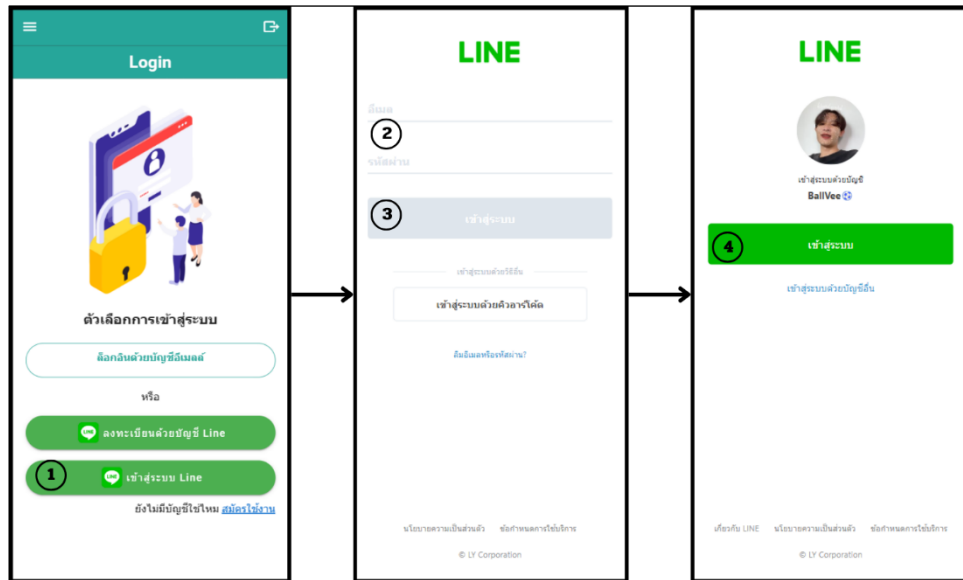 Login
ตัวเลือกการเข้าสู่ระบบ
ล็อกอินด้วยบัญชีอีเมลล์
หรือ
LINE ลงทะเบียนด้วยบัญชี Line
1
LINE เข้าสู่ระบบ Line
ยังไม่มีบัญชีใช่ไหม สมัครใช้งาน
LINE
อีเมล
2
รหัสผ่าน
3
เข้าสู่ระบบ
เข้าสู่ระบบด้วยวิธีอื่น
เข้าสู่ระบบด้วยคิวอาร์โค้ด
ลืมอีเมลหรือรหัสผ่าน?
นโยบายความเป็นส่วนตัว ข้อกำหนดการใช้บริการ
© LY Corporation
LINE
เข้าสู่ระบบด้วยบัญชี
BallVee
4
เข้าสู่ระบบ
เข้าสู่ระบบด้วยบัญชีอื่น
เกี่ยวกับ LINE นโยบายความเป็นส่วนตัว ข้อกำหนดการใช้บริการ
© LY Corporation